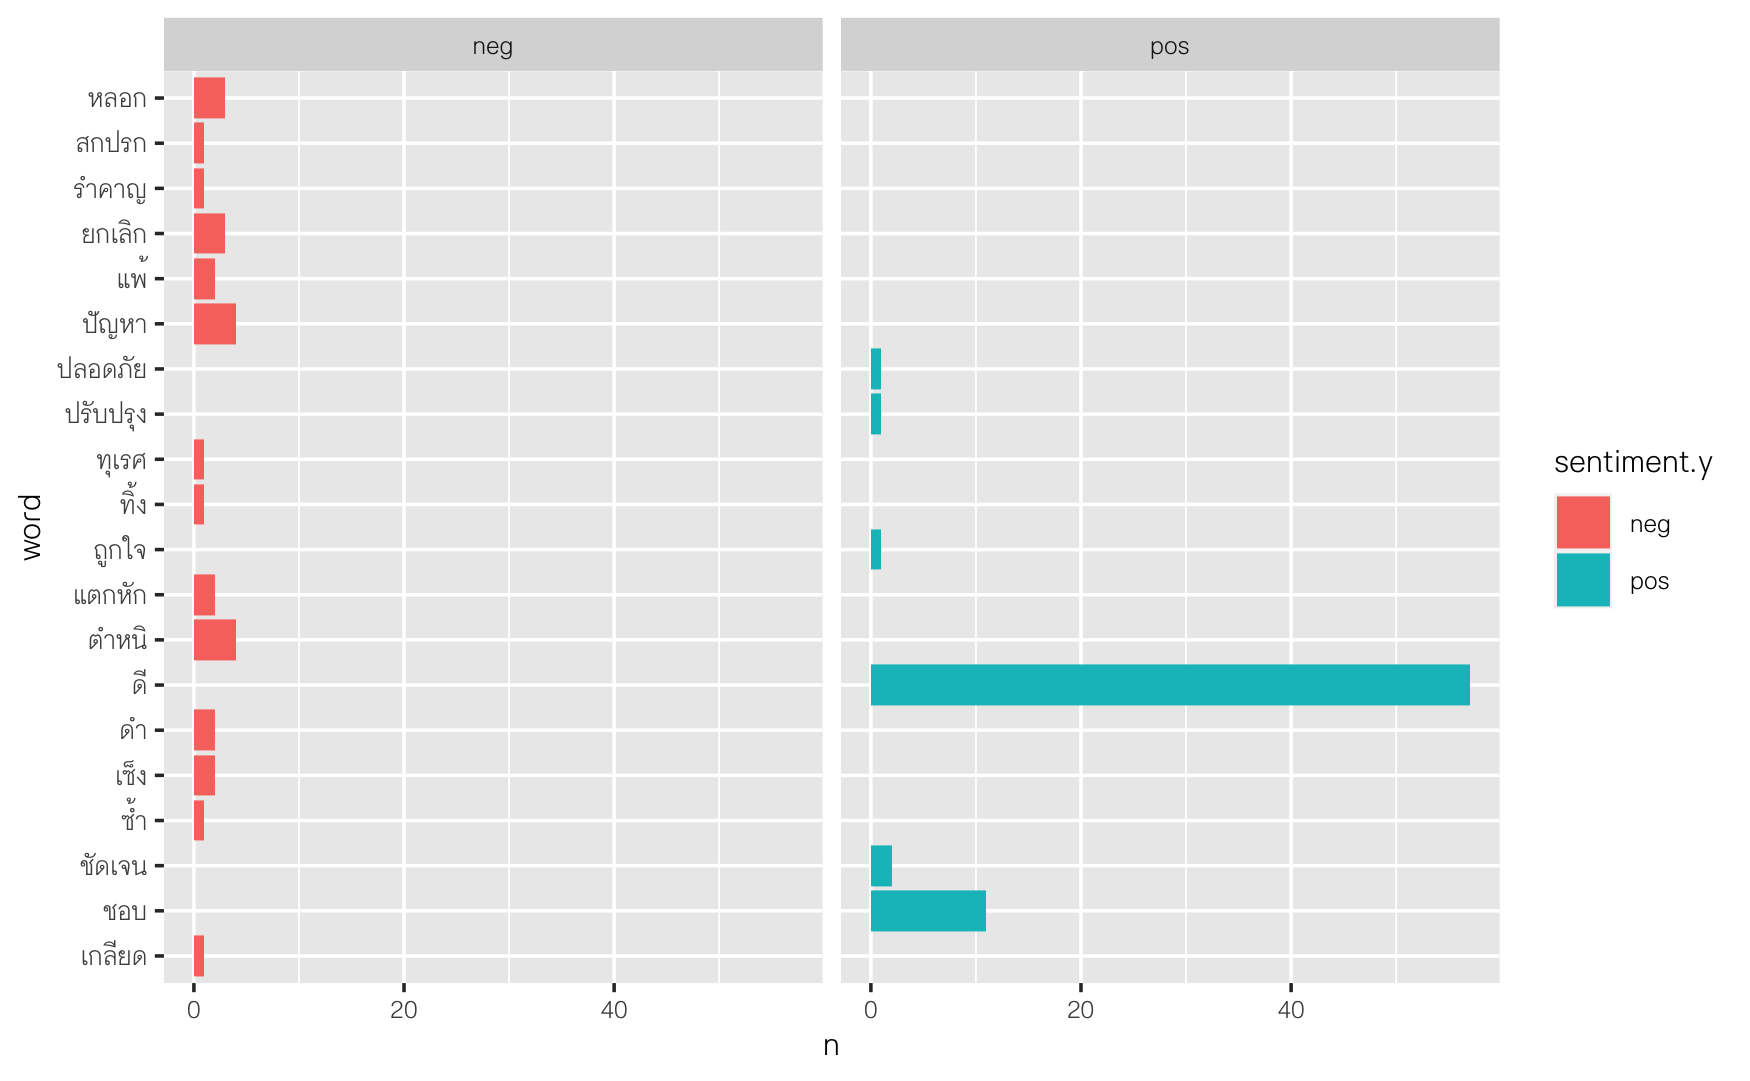 neg
pos
หลอก
สกปรก
รำคาญ
ยกเลิก
แพ้
ปัญหา
ปลอดภัย
ปรับปรุง
ทุเรศ
ทิ้ง
ถูกใจ
แตกหัก
ตำหนิ
ดี
ดำ
เซ็ง
ซ้ำ
ชัดเจน
ชอบ
เกลียด
word
0 20 40
0 20 40
n
sentiment.y
neg
pos